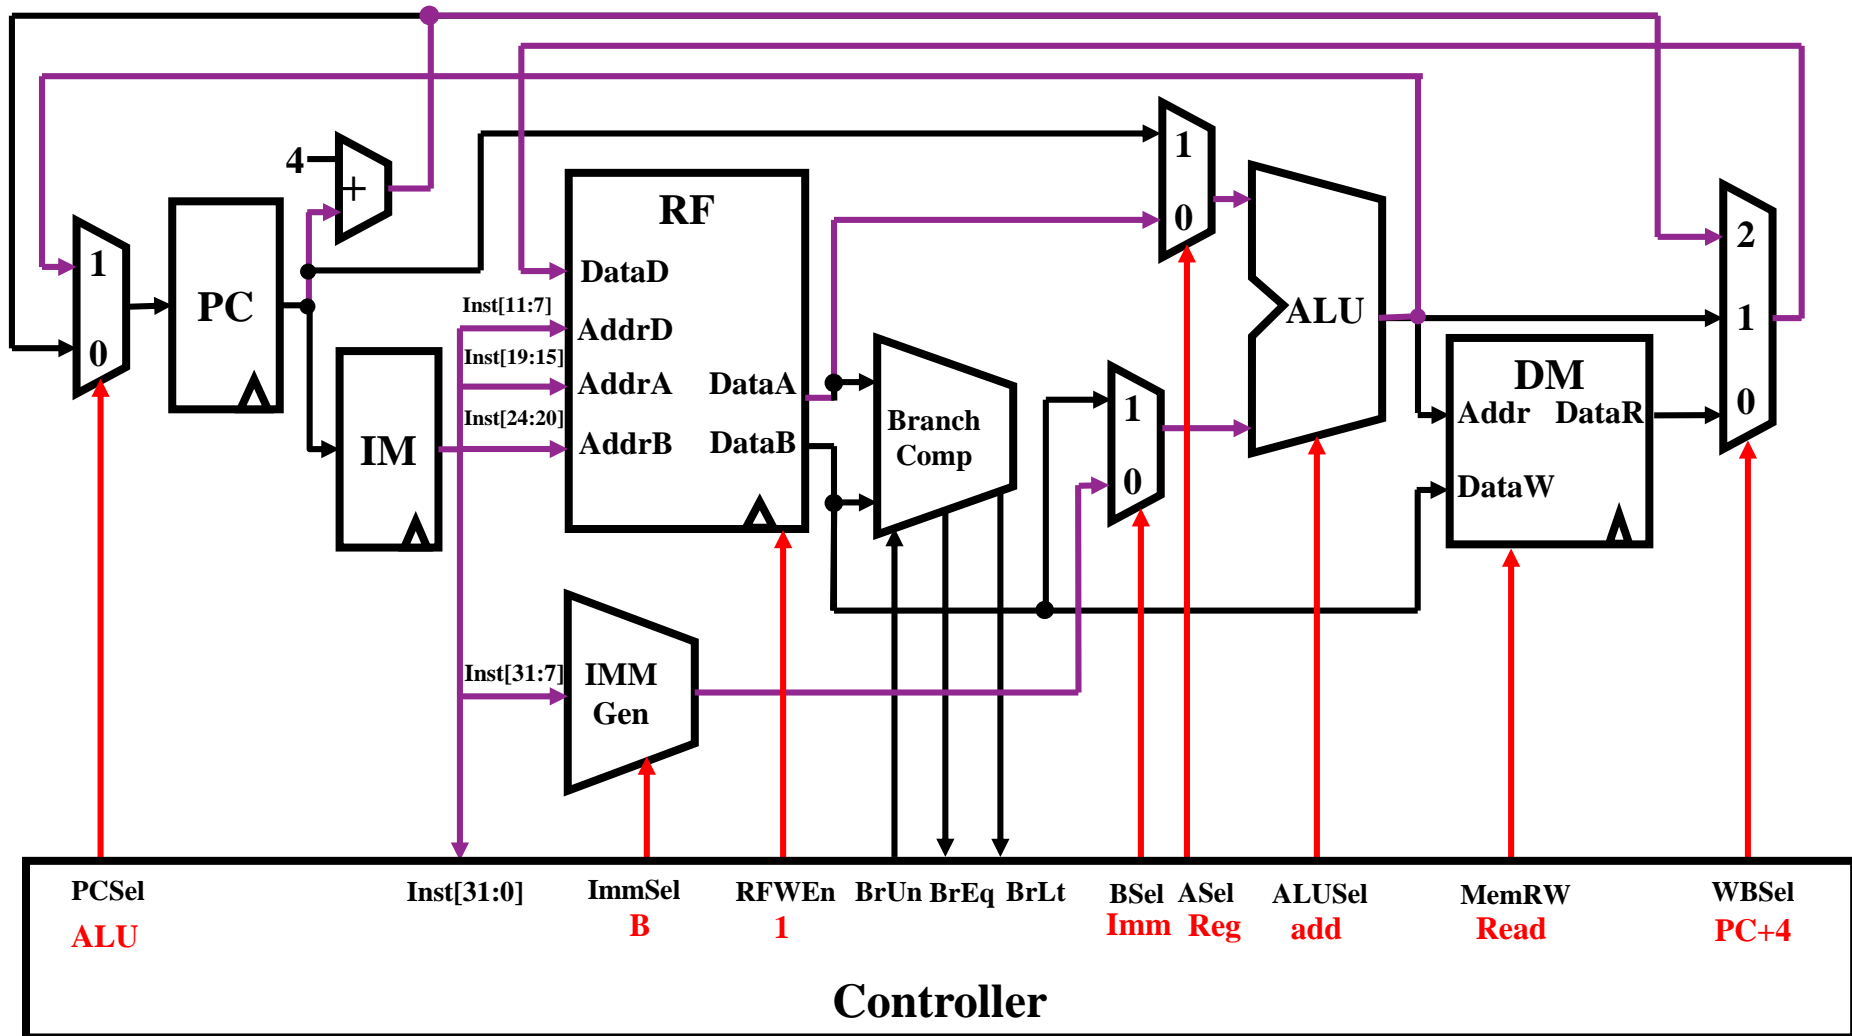 4
+
1
0
PC
IM
Inst[11:7]
Inst[19:15]
Inst[24:20]
Inst[31:7]
RF
DataD
AddrD
AddrA
AddrB
DataA
DataB
IMM
Gen
Branch
Comp
1
0
1
0
ALU
DM
Addr
DataR
DataW
2
1
0
PCSel
ALU
Inst[31:0]
ImmSel
B
RFWEn
1
BrUn
BrEq
BrLt
BSel
Imm
ASel
Reg
ALUSel
add
MemRW
Read
WBSel
PC+4
Controller